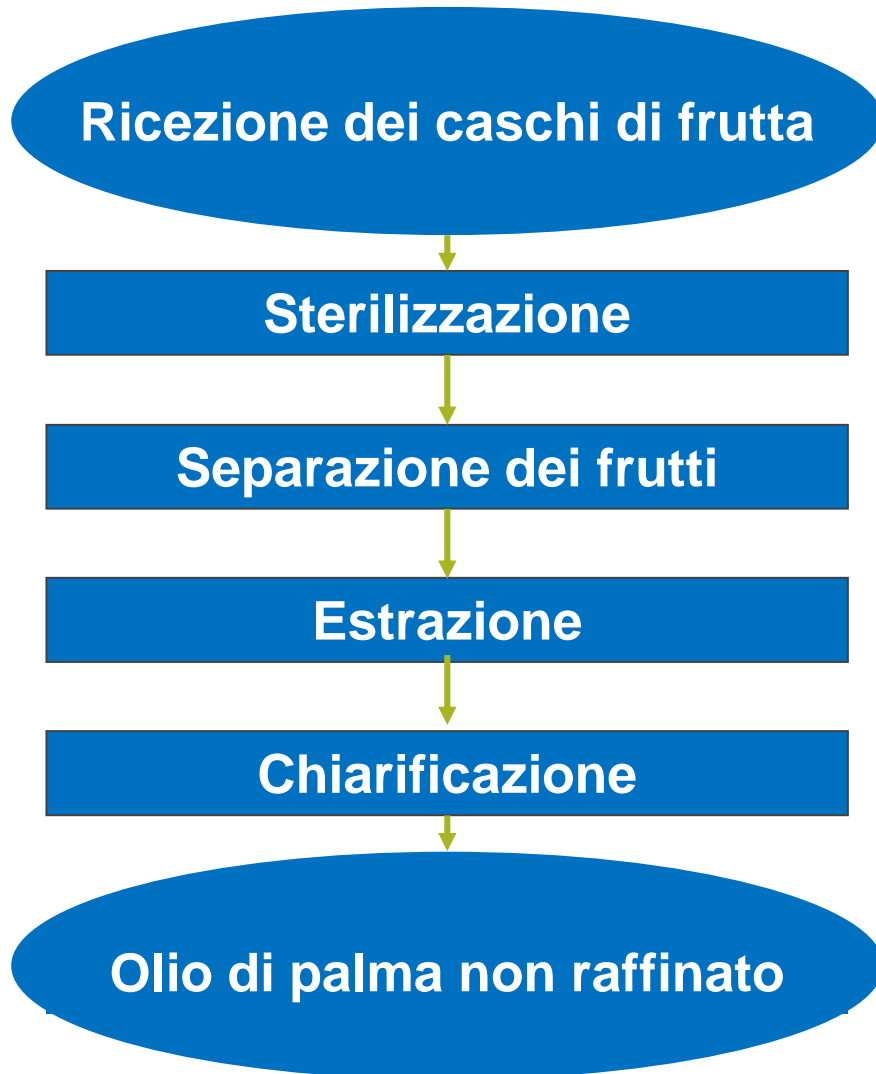 Ricezione dei caschi di frutta
Sterilizzazione
Separazione dei frutti
Estrazione
Chiarificazione
Olio di palma non raffinato